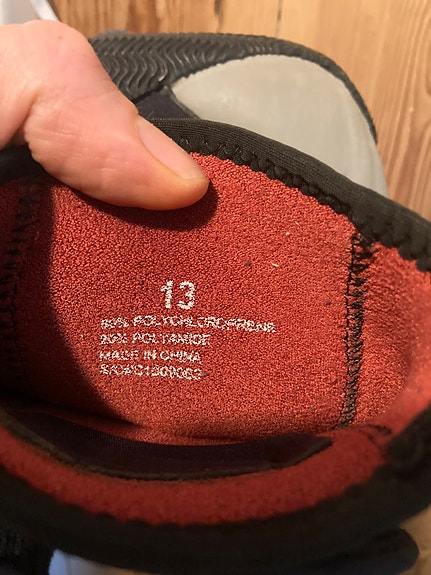 13
80% POLYCHLOROPRENE
20% POLYAMIDE
MADE IN CHINA